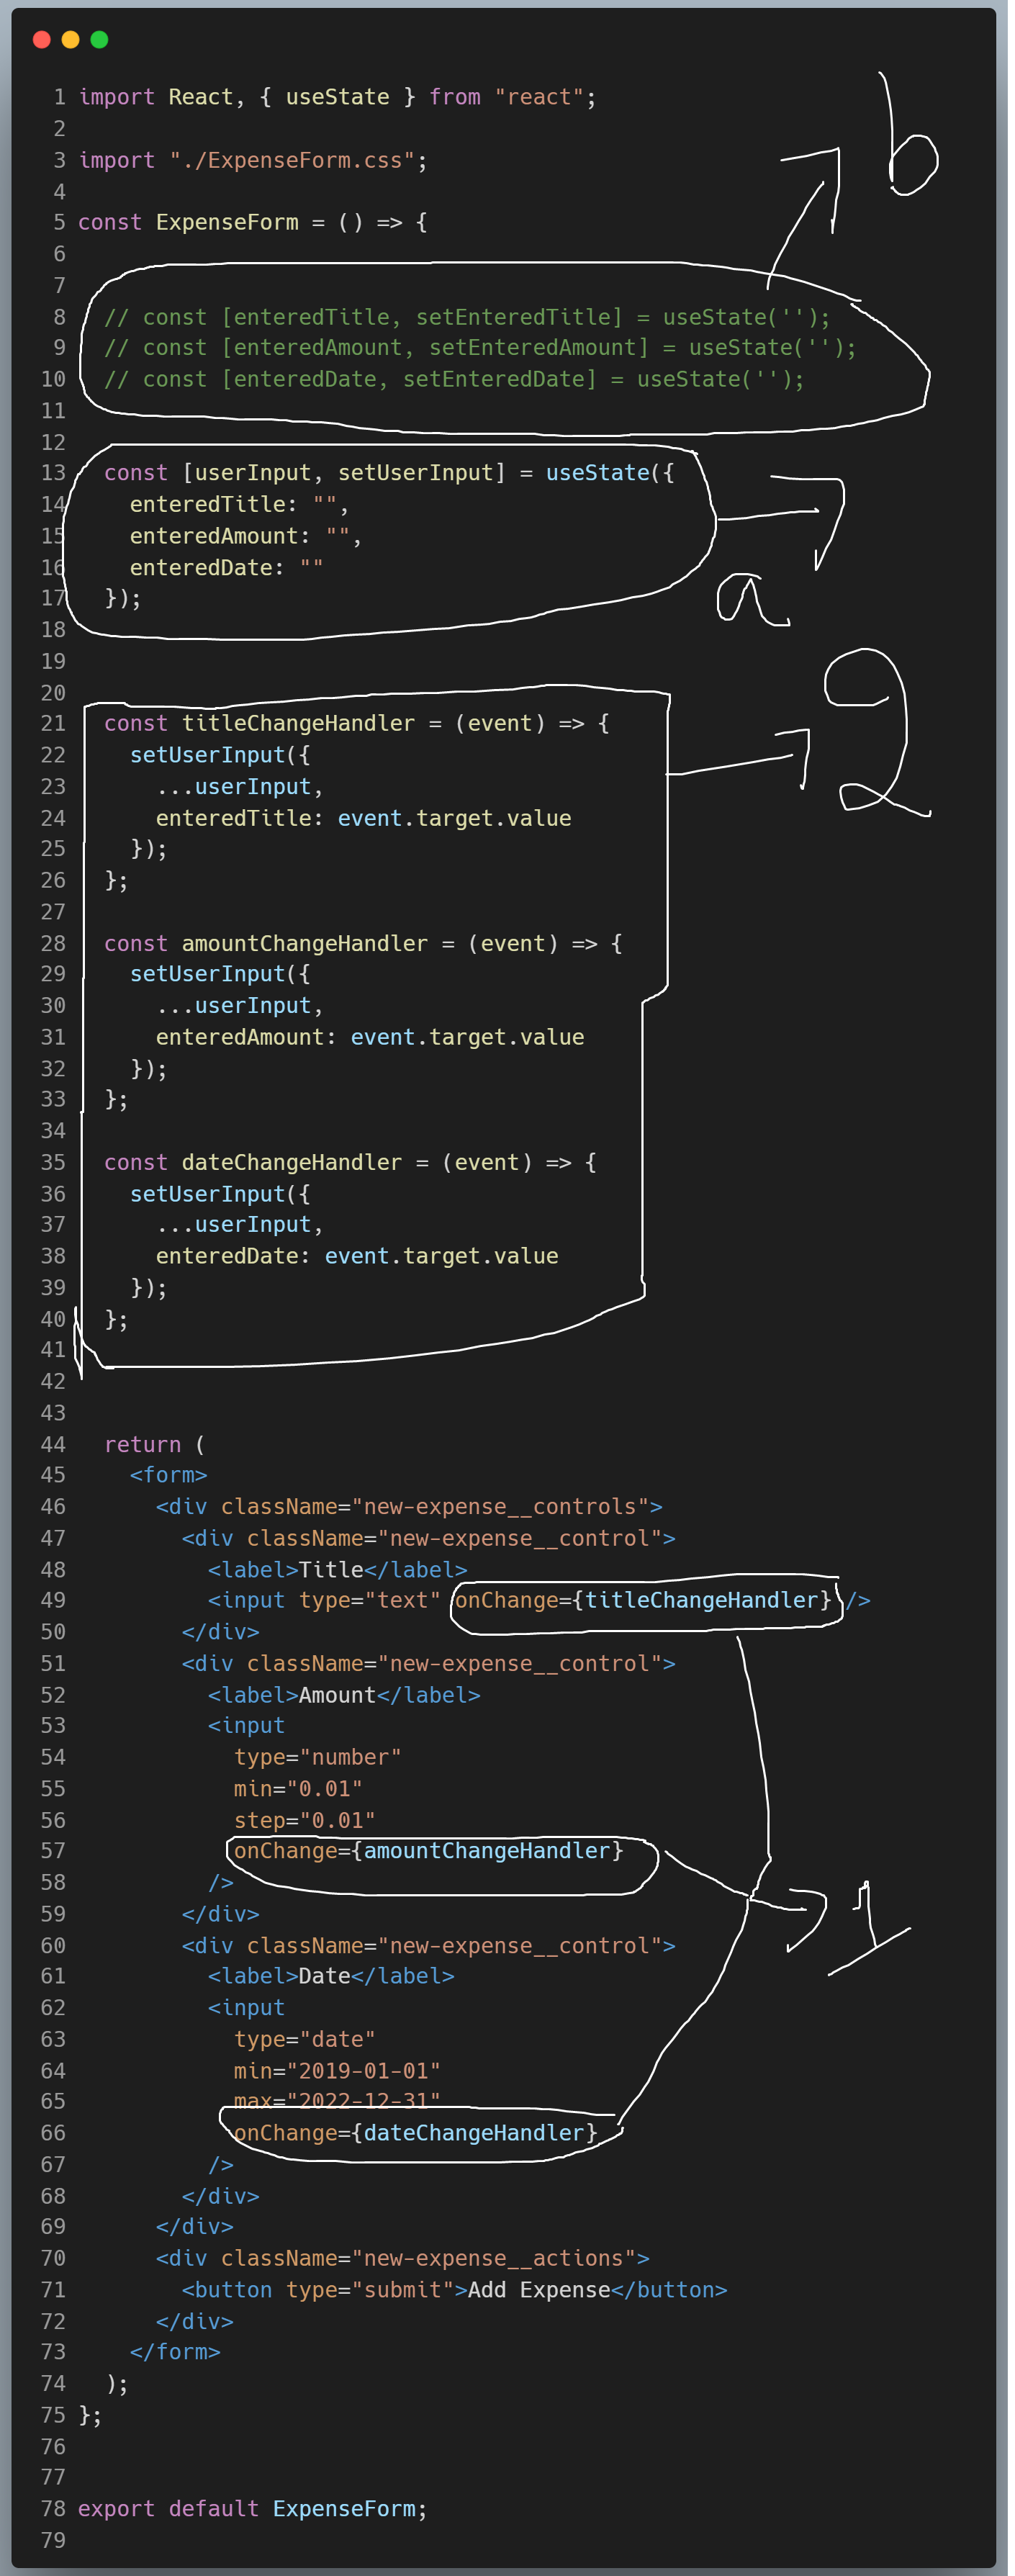 1 import React, { useState } from "react";
2
3 import "./ExpenseForm.css";
b
4
5 const ExpenseForm = () => {
6
7
8 // const [enteredTitle, setEnteredTitle] = useState('');
9 // const [enteredAmount, setEnteredAmount] = useState('');
10 // const [enteredDate, setEnteredDate] = useState('');
11
12
13 const [userInput, setUserInput] = useState({
14 enteredTitle: "",
15 enteredAmount: "",
16 enteredDate: ""
17 });
a
18
19
20
21 const titleChangeHandler = (event) => {
2
22 setUserInput({
23 ...userInput,
24 enteredTitle: event.target.value
25 });
26 };
27
28 const amountChangeHandler = (event) => {
29 setUserInput({
30 ...userInput,
31 enteredAmount: event.target.value
32 });
33 };
34
35 const dateChangeHandler = (event) => {
36 setUserInput({
37 ...userInput,
38 enteredDate: event.target.value
39 });
40 };
41
42
43
44 return (
45 <form>
46 <div className="new-expense__controls">
47 <div className="new-expense__control">
48 <label>Title</label>
49 <input type="text" onChange={titleChangeHandler} />
50 </div>
51 <div className="new-expense__control">
52 <label>Amount</label>
53 <input
54 type="number"
55 min="0.01"
56 step="0.01"
57 onChange={amountChangeHandler}
58 />
1
59 </div>
60 <div className="new-expense__control">
61 <label>Date</label>
62 <input
63 type="date"
64 min="2019-01-01"
65 max="2022-12-31"
66 onChange={dateChangeHandler}
67 />
68 </div>
69 </div>
70 <div className="new-expense__actions">
71 <button type="submit">Add Expense</button>
72 </div>
73 </form>
74 );
75 };
76
77
78 export default ExpenseForm;
79